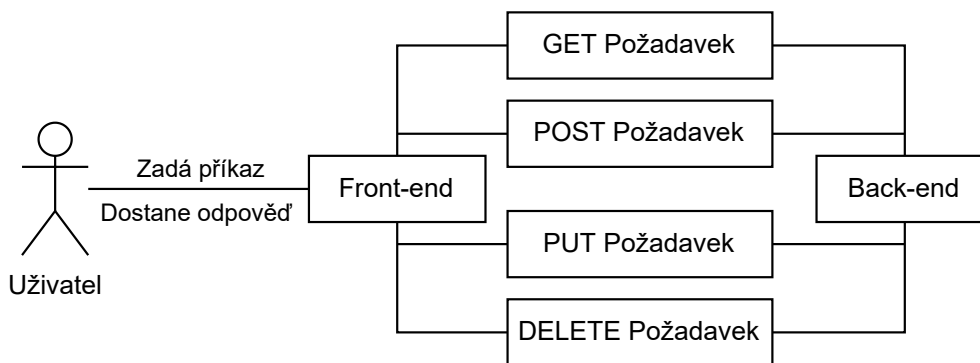 GET Požadavek
POST Požadavek
Zadá příkaz
Front-end
Back-end
Dostane odpověď
PUT Požadavek
Uživatel
DELETE Požadavek